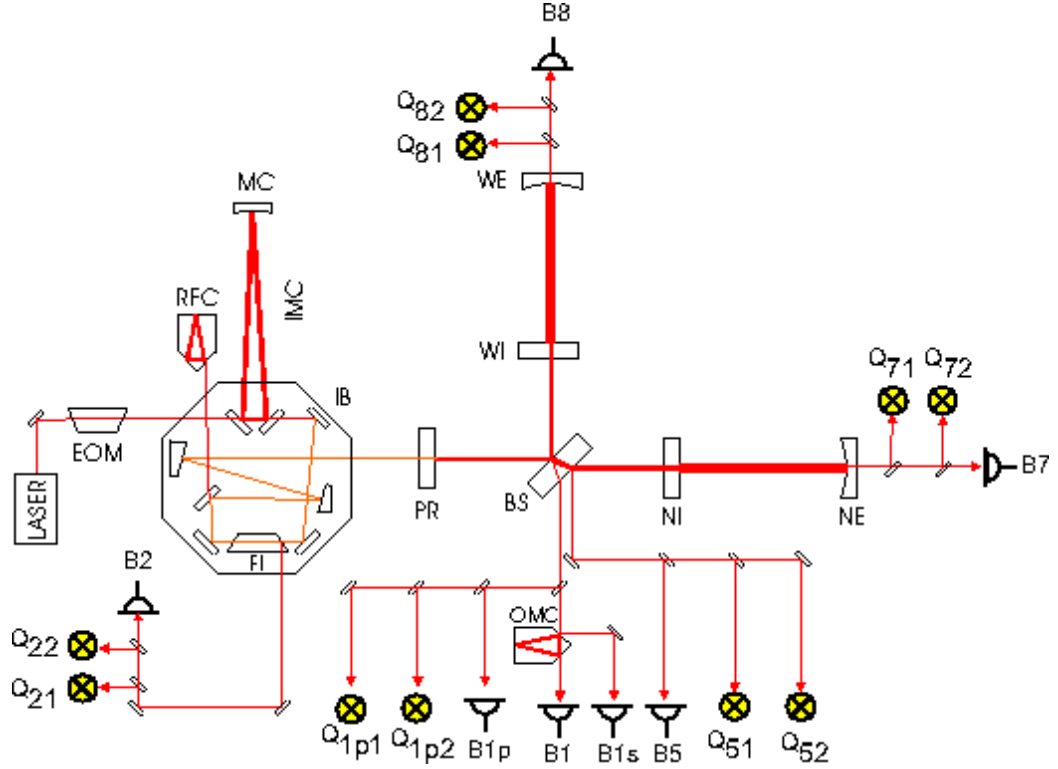 B8
Q82
Q81
WE
MC
RFC
IMC
WI
Q71
Q72
IB
EOM
B7
LASER
PR
BS
NI
NE
FI
B2
OMC
Q22
Q21
Q1p1
Q1p2
B1p
B1
B1s
B5
Q51
Q52